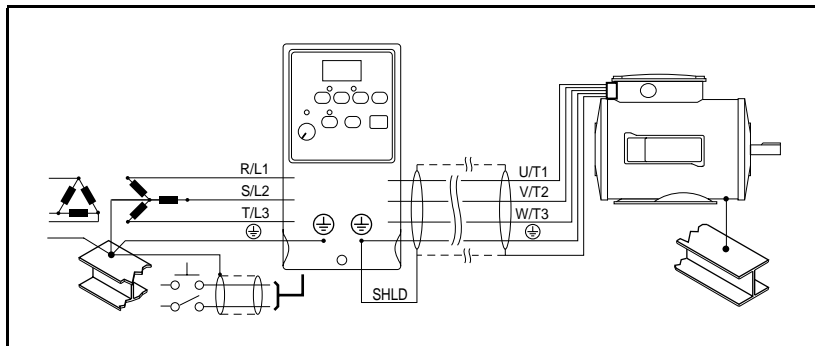 R/L1
S/L2
T/L3
U/T1
V/T2
W/T3
SHLD